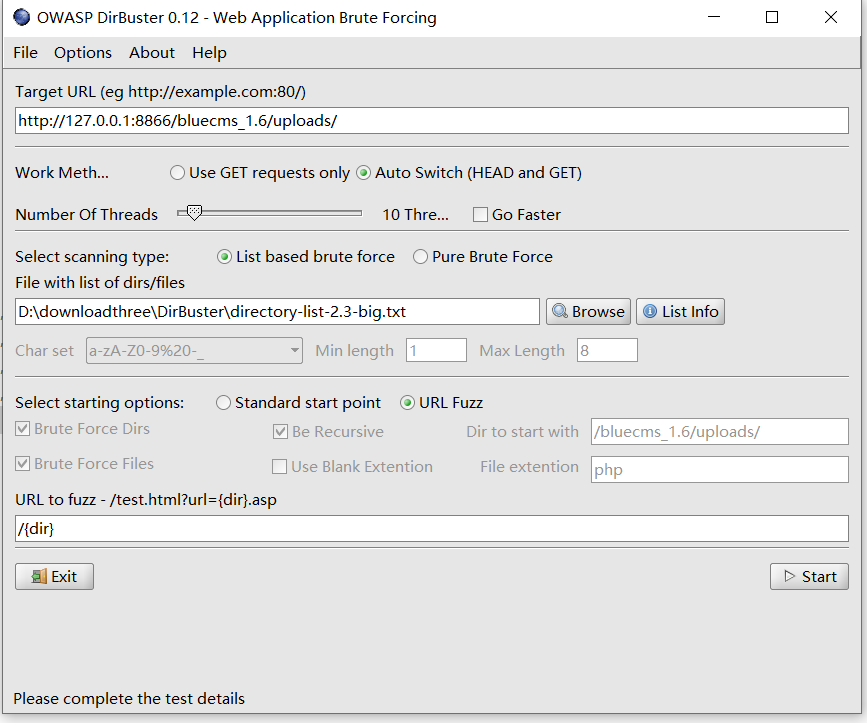 OWASP DirBuster 0.12 - Web Application Brute Forcing
File Options About Help
Target URL (eg http://example.com:80/)
http://127.0.0.1:8866/bluecms_1.6/uploads/
Work Meth... Use GET requests only Auto Switch (HEAD and GET)
Number Of Threads 10 Thre... Go Faster
Select scanning type: List based brute force Pure Brute Force
File with list of dirs/files
D:\downloadthree\DirBuster\directory-list-2.3-big.txt Browse List Info
Char set a-zA-Z0-9%20-_ Min length 1 Max Length 8
Select starting options: Standard start point URL Fuzz
Brute Force Dirs Be Recursive Dir to start with /bluecms_1.6/uploads/
Brute Force Files Use Blank Extention File extention php
URL to fuzz - /test.html?url={dir}.asp
/{dir}
Exit Start
Please complete the test details